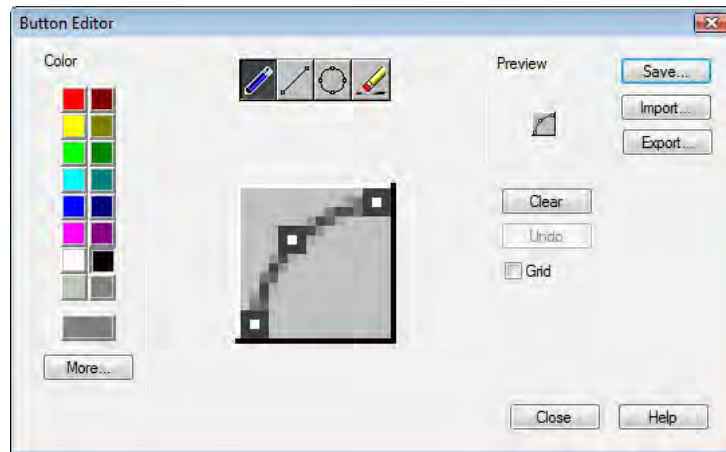 Button Editor
Color
Preview
Save...
Import...
Export...
Clear
Undo
Grid
More...
Close
Help